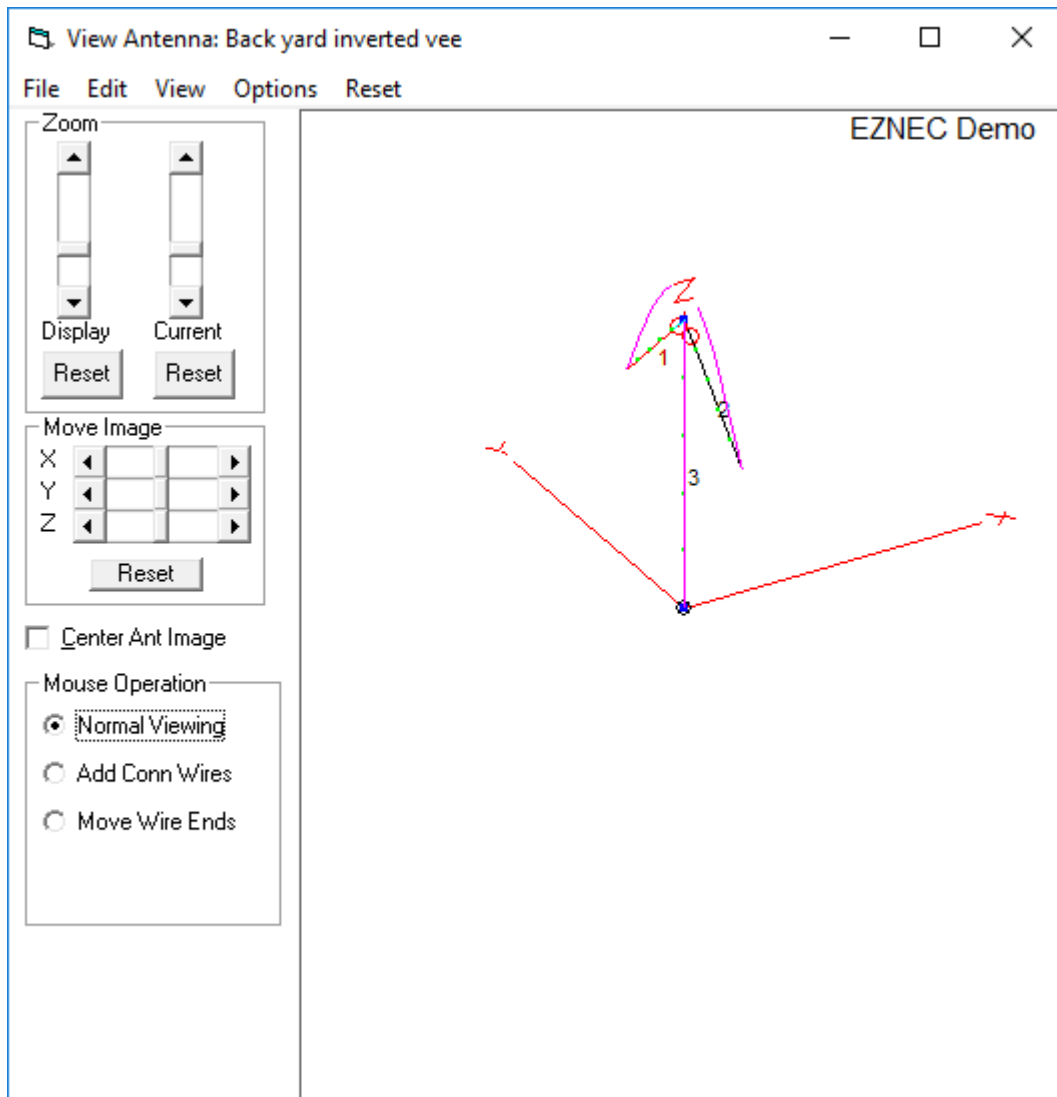 View Antenna: Back yard inverted vee
File Edit View Options Reset
Zoom
Display Current
Reset Reset
Move Image
X
Y
Z
Reset
Center Ant Image
Mouse Operation
Normal Viewing
Add Conn Wires
Move Wire Ends
EZNEC Demo
Z
1
2
Y
3
X